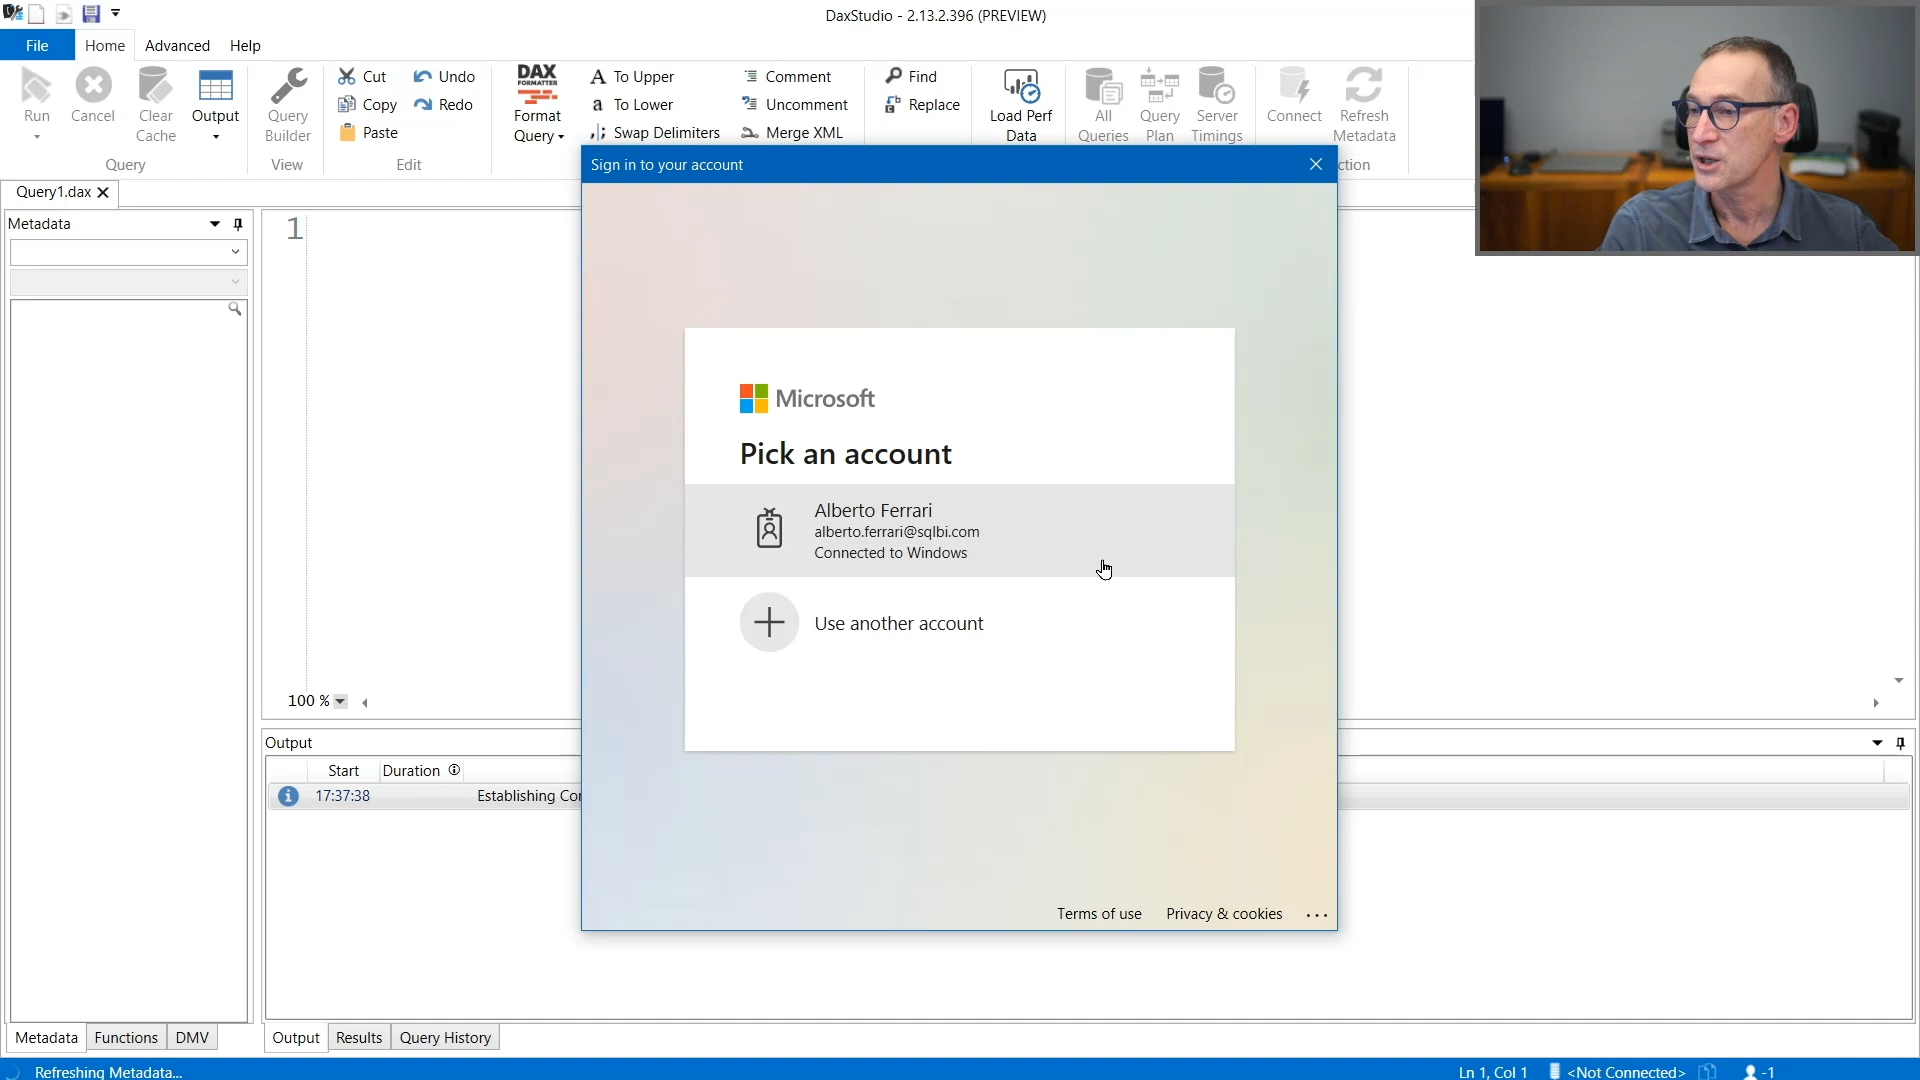 DaxStudio - 2.13.2.396 (PREVIEW)
File
Home
Advanced
Help
Run
Cancel
Clear
Cache
Output
Query
Query
Builder
View
Cut
Copy
Paste
Undo
Redo
Edit
DAX
FORMATTER
Format
Query
A To Upper
a To Lower
Swap Delimiters
Comment
Uncomment
Merge XML
Find
Replace
Load Perf
Data
All
Queries
Query
Plan
Server
Timings
Connect
Refresh
Metadata
ction
Query1.dax
Metadata
1
100 %
Sign in to your account
Microsoft
Pick an account
Alberto Ferrari
alberto.ferrari@sqlbi.com
Connected to Windows
Use another account
Terms of use
Privacy & cookies
...
Output
Start
Duration
17:37:38
Establishing Con
Metadata
Functions
DMV
Output
Results
Query History
Refreshing Metadata...
Ln 1, Col 1
<Not Connected>
-1